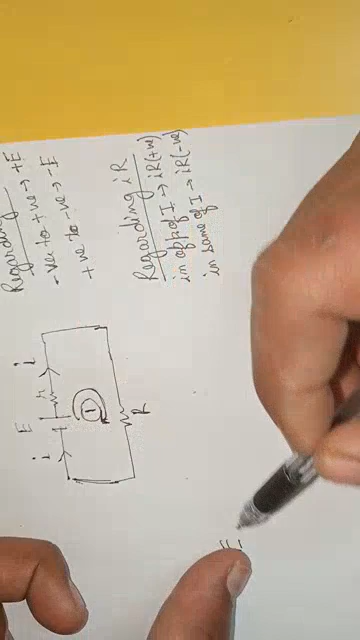 Regarding
-ve to +ve → +E
+ve to -ve → -E
Regarding iR
in opp of I → iR(+ve)
in same of I → iR(-ve)
i
E
r
i
1
R